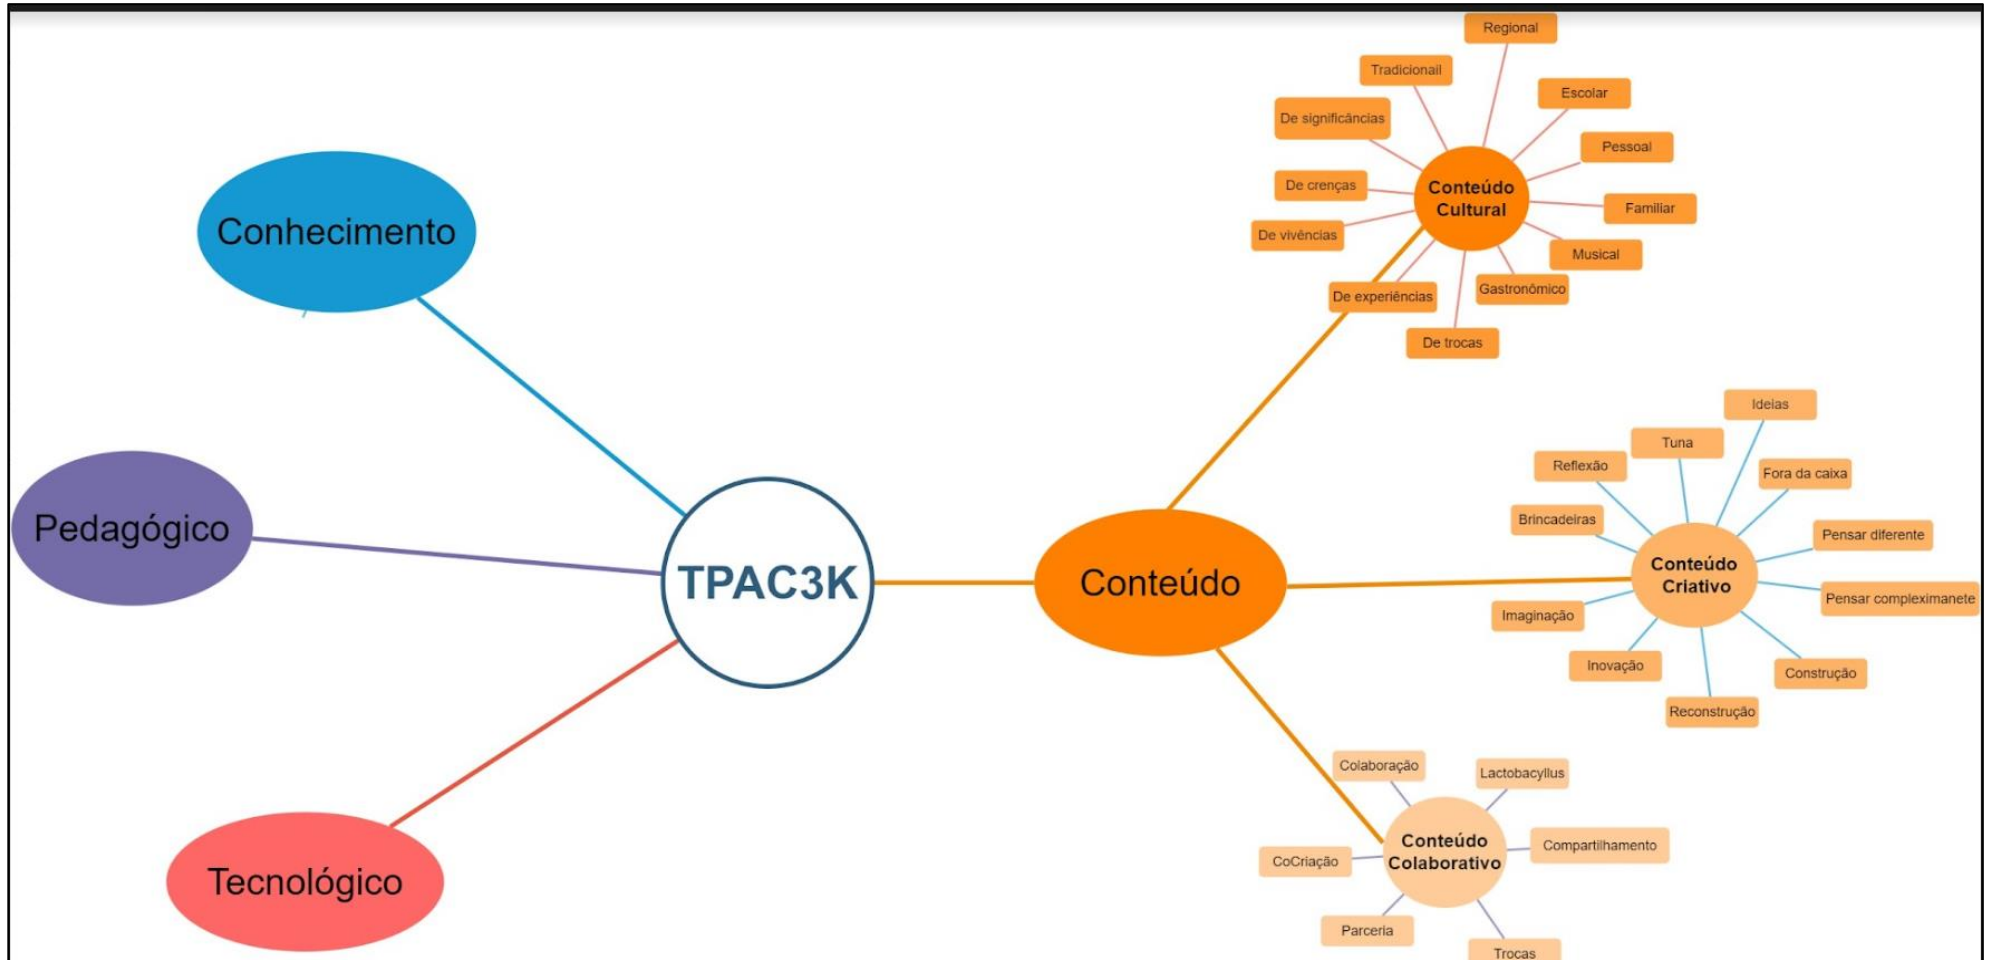 Regional
Tradicionail
Escolar
De significâncias
Pessoal
De crenças
Conteúdo
Cultural
Familiar
De vivências
Musical
Gastronômico
De experiências
De trocas
Conhecimento
Pedagógico
TPAC3K
Tecnológico
Conteúdo
Ideias
Tuna
Reflexão
Fora da caixa
Brincadeiras
Pensar diferente
Conteúdo
Criativo
Pensar compleximanete
Imaginação
Inovação
Construção
Reconstrução
Colaboração
Lactobacyllus
Conteúdo
Colaborativo
Compartilhamento
CoCriação
Parceria
Trocas